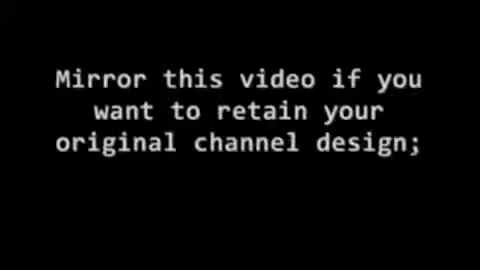 Mirror this video if you
want to retain your
original channel design;